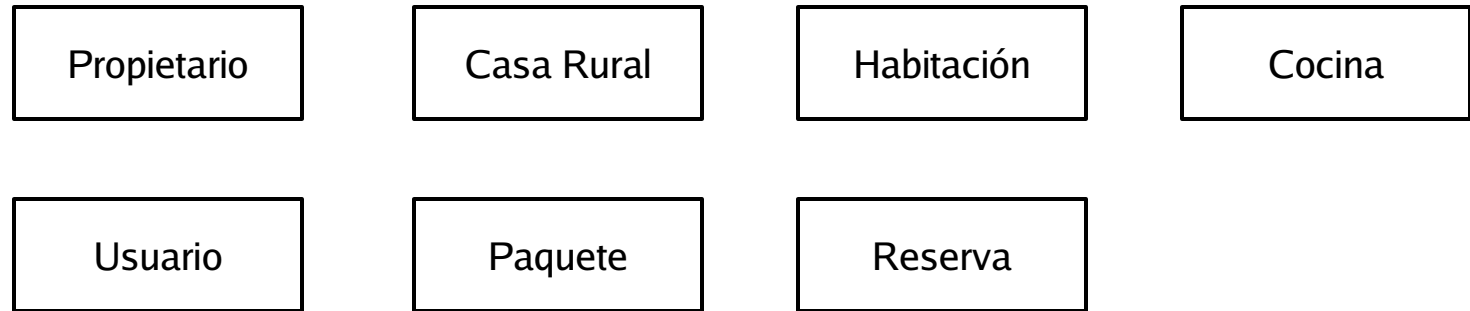 Propietario
Casa Rural
Habitación
Cocina
Usuario
Paquete
Reserva